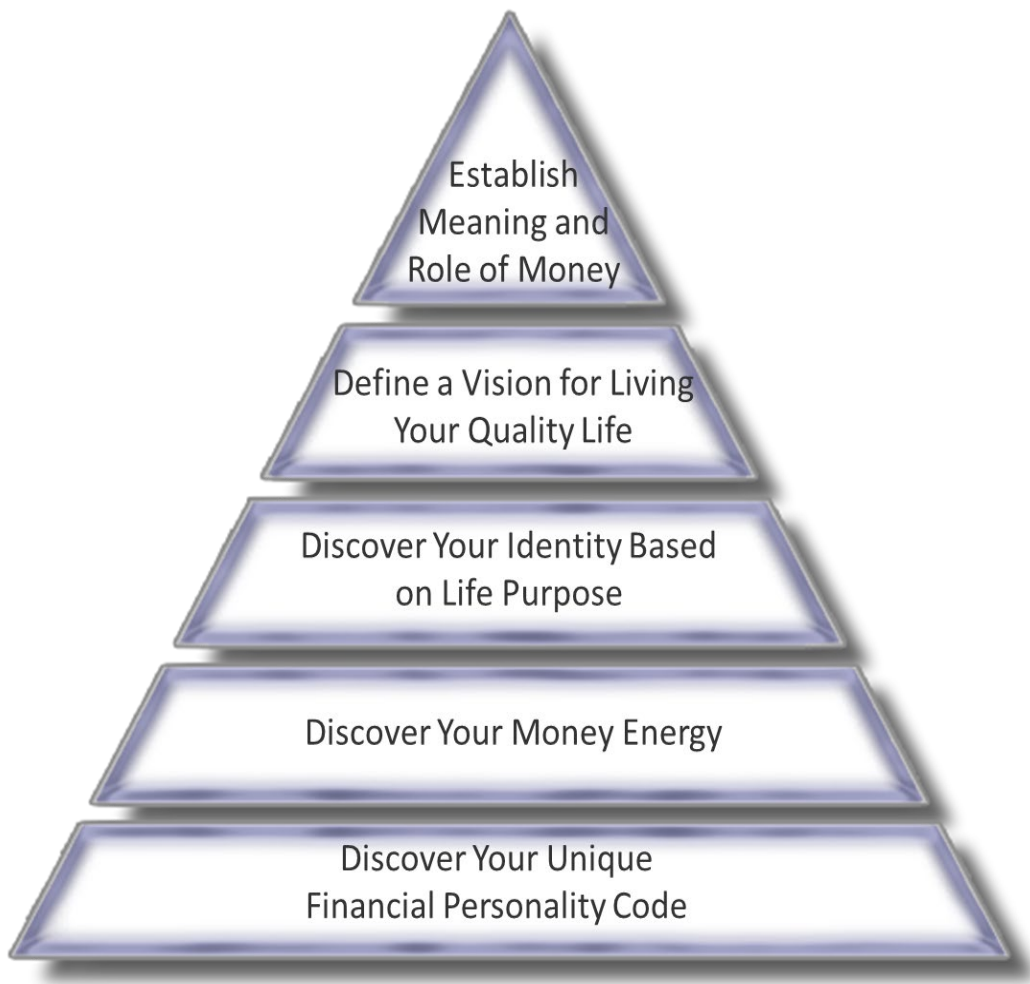 Establish
Meaning and
Role of Money
Define a Vision for Living
Your Quality Life
Discover Your Identity Based
on Life Purpose
Discover Your Money Energy
Discover Your Unique
Financial Personality Code